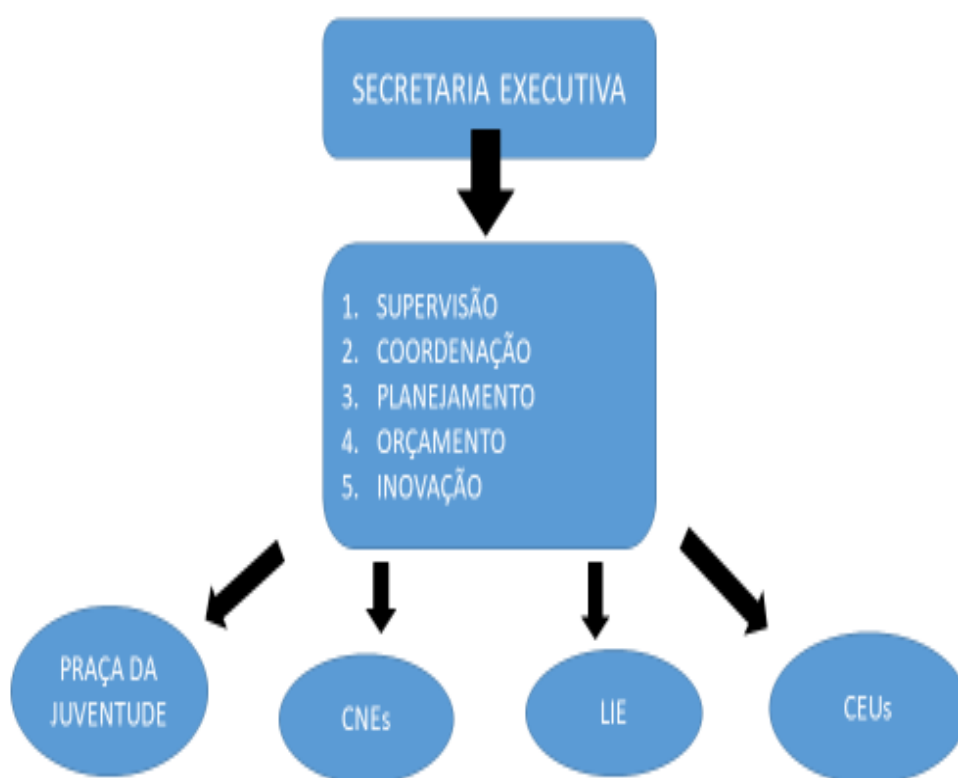 SECRETARIA EXECUTIVA
1. SUPERVISÃO
2. COORDENAÇÃO
3. PLANEJAMENTO
4. ORÇAMENTO
5. INOVAÇÃO
PRAÇA DA
JUVENTUDE
CNEs
LIE
CEUs